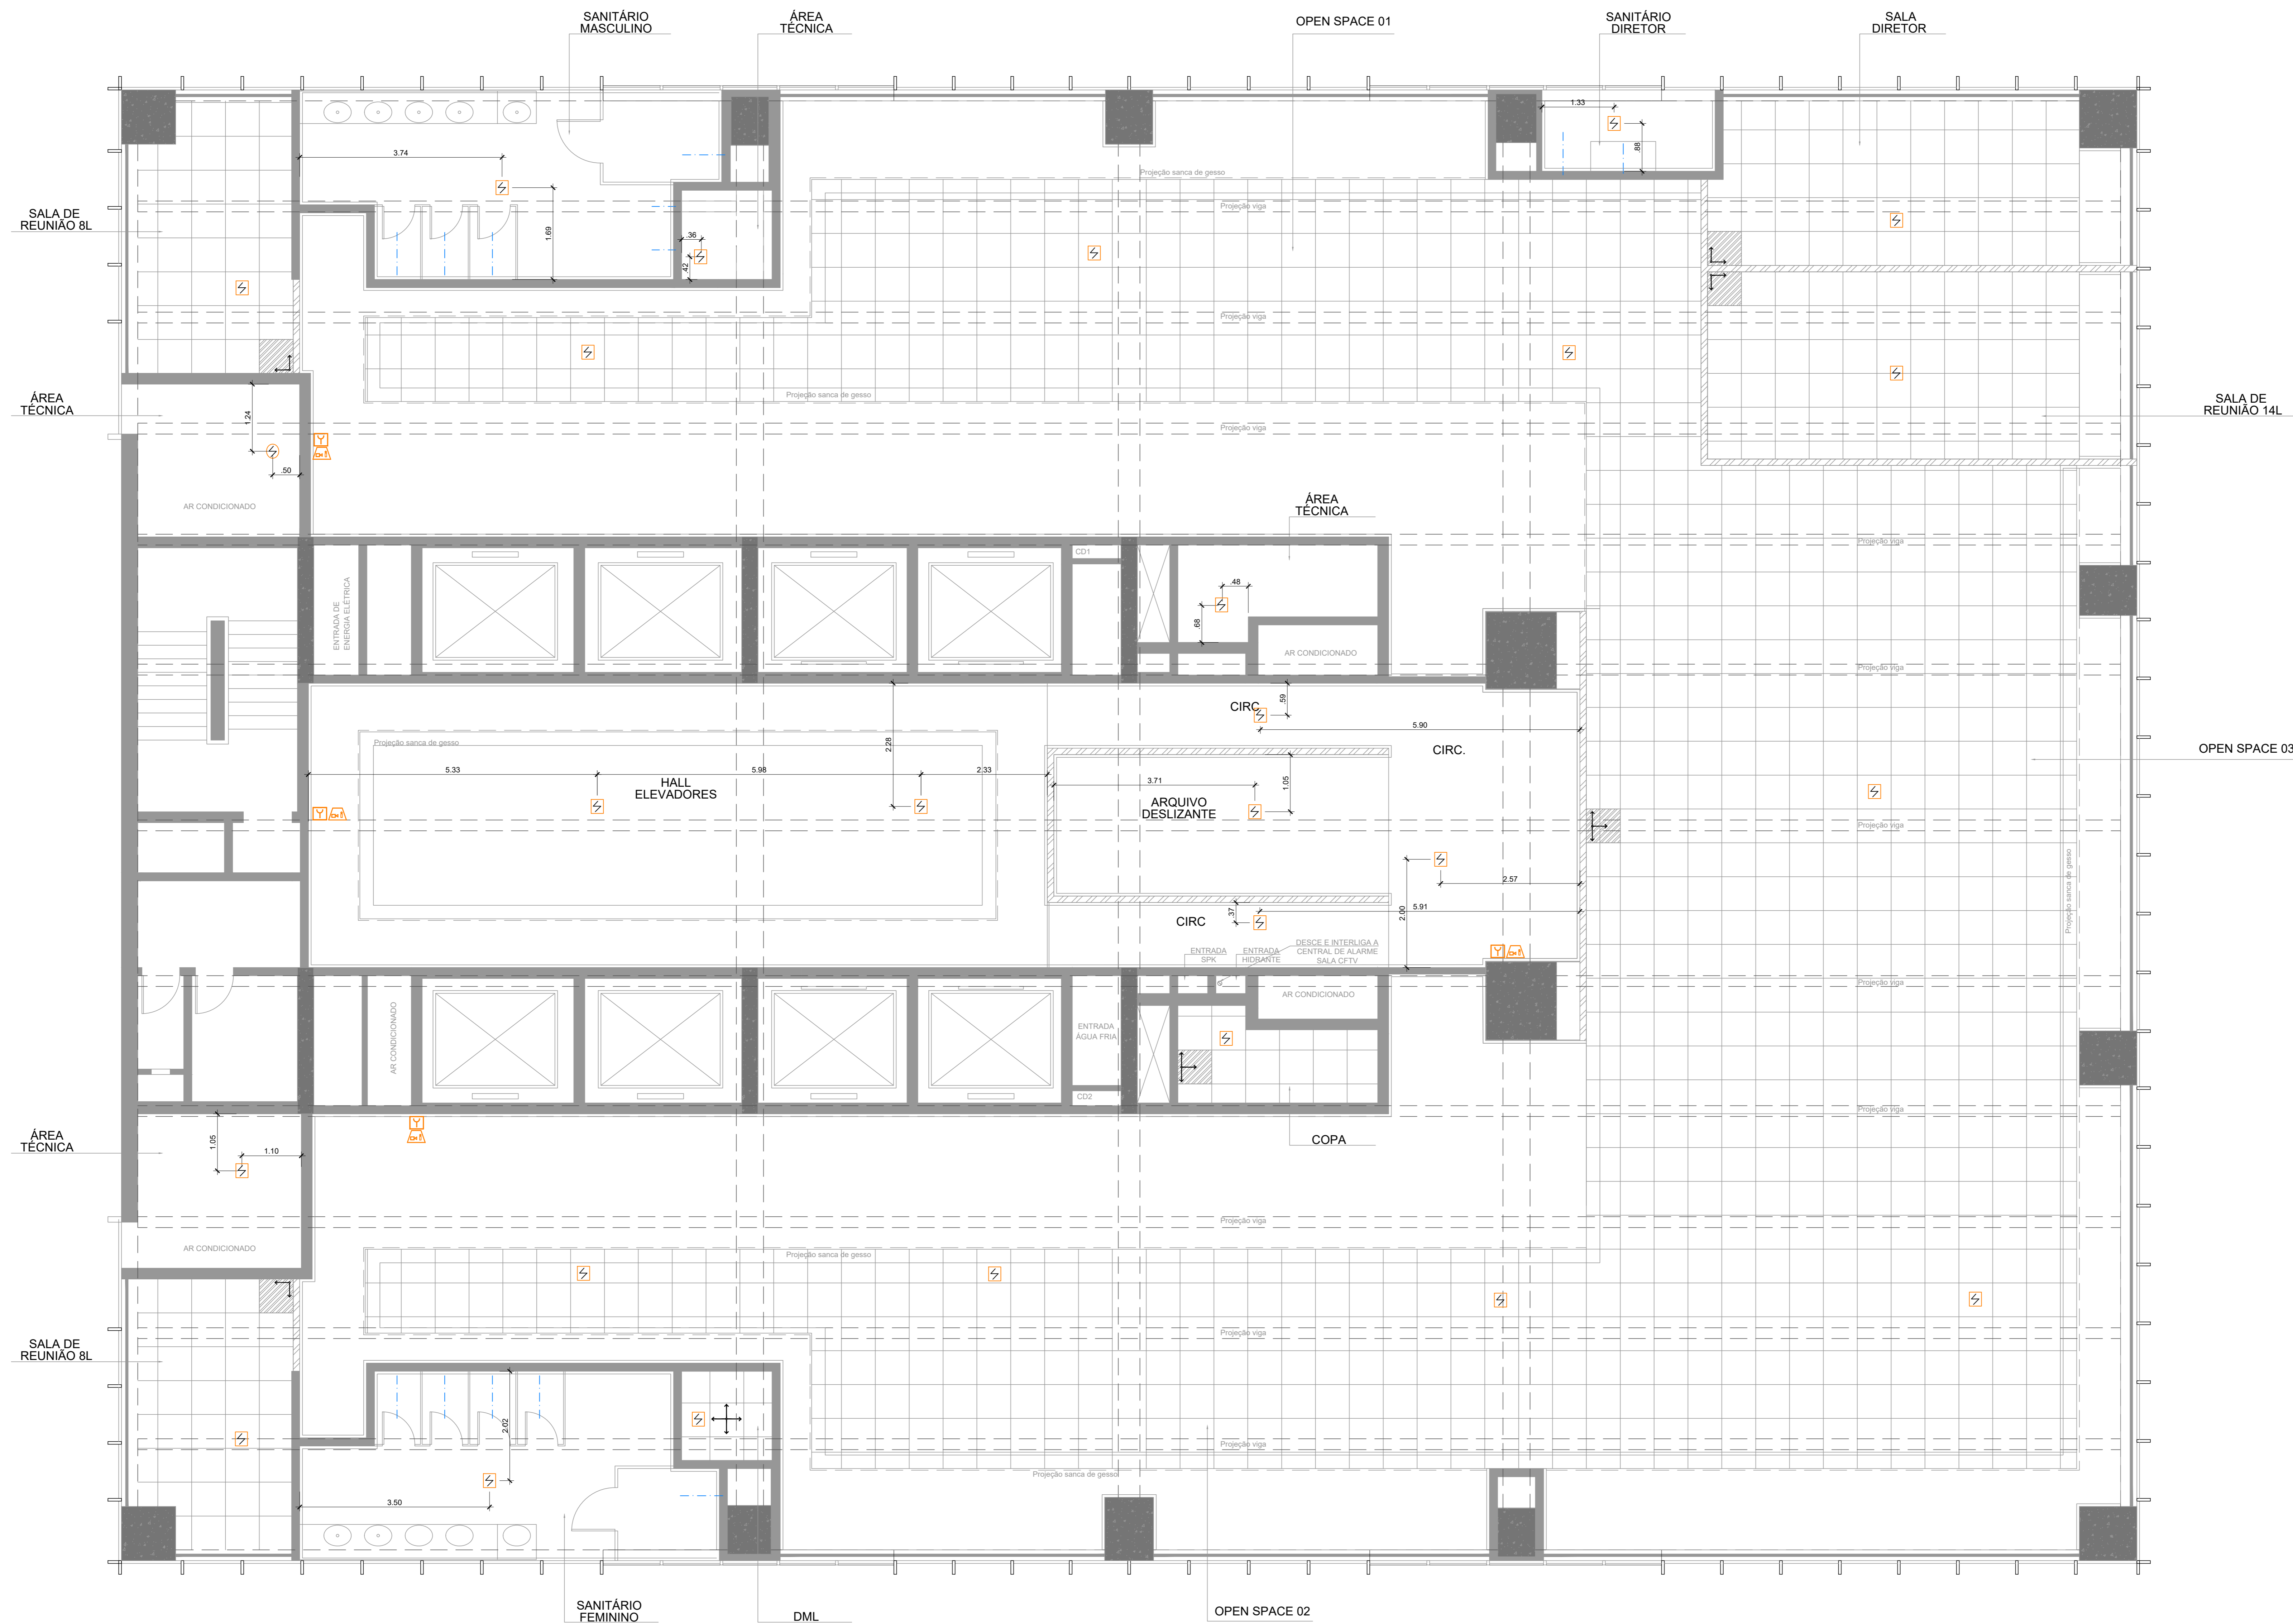 SANITÁRIO
MASCULINO
ÁREA
TÉCNICA
OPEN SPACE 01
SANITÁRIO
DIRETOR
SALA
DIRETOR
1.33
.88
3.74
Projeção sanca de gesso
Projeção viga
SALA DE
REUNIÃO 8L
1.69
.36
.42
Projeção viga
Projeção sanca de gesso
ÁREA
TÉCNICA
1.24
.50
Projeção viga
SALA DE
REUNIÃO 14L
AR CONDICIONADO
ÁREA
TÉCNICA
Projeção viga
CD1
ENTRADA DE
ENERGIA ELÉTRICA
.48
.68
AR CONDICIONADO
Projeção viga
.59
CIRC
5.90
CIRC.
OPEN SPACE 03
Projeção sanca de gesso
2.28
5.33
5.98
2.33
HALL
ELEVADORES
3.71
1.05
ARQUIVO
DESLIZANTE
Projeção viga
2.57
Projeção sanca de gesso
5.91
2.00
.37
CIRC
ENTRADA
SPK
ENTRADA
HIDRANTE
DESCE E INTERLIGA A
CENTRAL DE ALARME
SALA CFTV
Projeção viga
AR CONDICIONADO
AR CONDICIONADO
ENTRADA
ÁGUA FRIA
CD2
Projeção viga
ÁREA
TÉCNICA
1.05
1.10
COPA
Projeção viga
AR CONDICIONADO
Projeção sanca de gesso
Projeção viga
SALA DE
REUNIÃO 8L
2.02
Projeção viga
Projeção sanca de gesso
3.50
SANITÁRIO
FEMININO
DML
OPEN SPACE 02